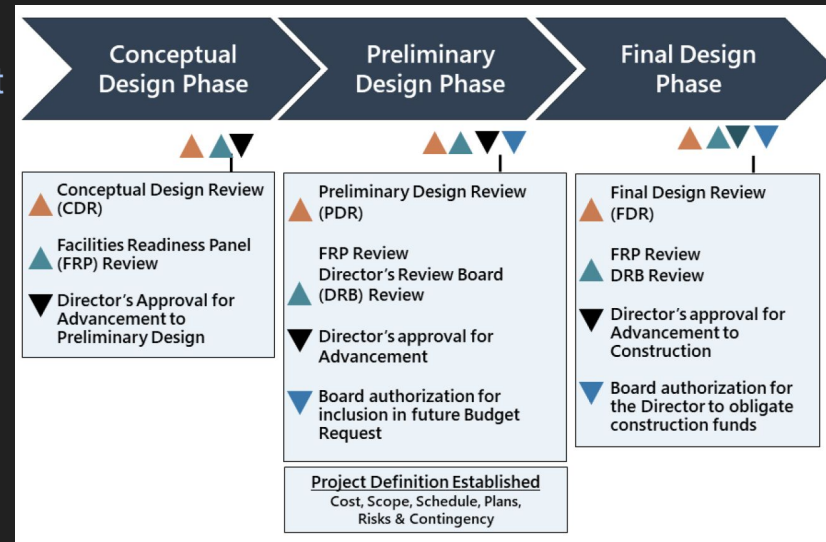 Conceptual
Design Phase
Preliminary
Design Phase
Final Design
Phase
Conceptual Design Review
(CDR)
Facilities Readiness Panel
(FRP) Review
Director's Approval for
Advancement to
Preliminary Design
Preliminary Design Review
(PDR)
FRP Review
Director's Review Board
(DRB) Review
Director's approval for
Advancement
Board authorization for
inclusion in future Budget
Request
Project Definition Established
Cost, Scope, Schedule, Plans,
Risks & Contingency
Final Design Review
(FDR)
FRP Review
DRB Review
Director's approval for
Advancement to
Construction
Board authorization for
the Director to obligate
construction funds